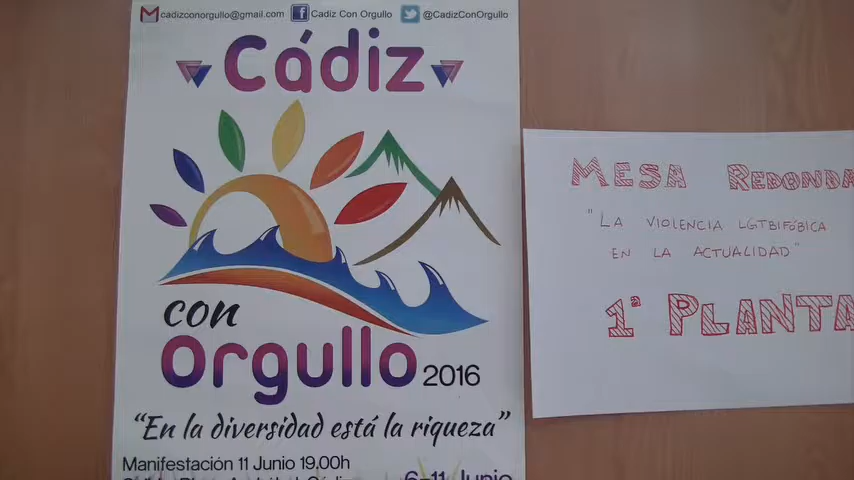 cadizconorgullo@gmail.com Cadiz Con Orgullo @CadizConOrgullo
Cádiz
con
Orgullo 2016
“En la diversidad está la riqueza”
Manifestación 11 Junio 19.00h
6-11 Junio
MESA REDONDA
"LA VIOLENCIA LGTBIFÓBICA
EN LA ACTUALIDAD"
1ª PLANTA